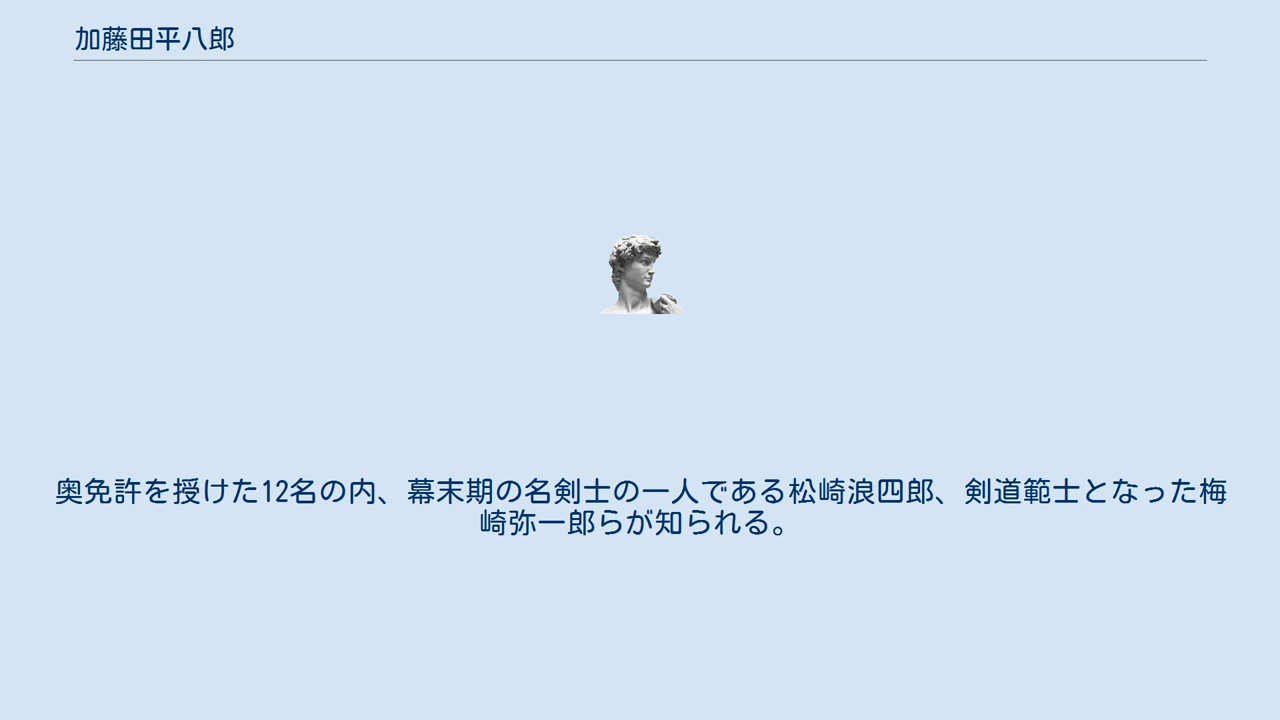 加藤田平八郎
奥免許を授けた12名の内、幕末期の名剣士の一人である松崎浪四郎、剣道範士となった梅
崎弥一郎らが知られる。